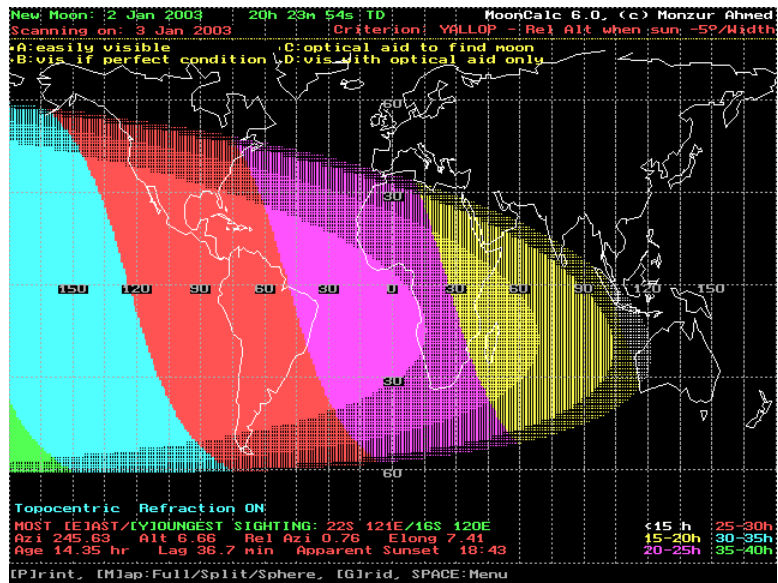 New Moon: 2 Jan 2003 20h 23m 54s TD MoonCalc 6.0, (c) Monzur Ahmed
Scanning on: 3 Jan 2003 Criterion YALLOP - Rel Alt when sun -5º/Width
A:easily visible C:optical aid to find moon
B:vis if perfect condition D:vis with optical aid only
60
30
150 120 90 60 30 0 30 60 90 120 150
30
60
Topocentric Refraction ON
MOST [E]AST/[Y]OUNGEST SIGHTING: 22S 121E/16S 120E <15 h 25-30h
Azi 245.63 Alt 6.66 Rel Azi 0.76 Elong 7.41 15-20h 30-35h
Age 14.35 hr Lag 36.7 min Apparent Sunset 18:43 20-25h 35-40h
[P]rint, [M]ap:Full/Split/Sphere, [G]rid, SPACE:Menu